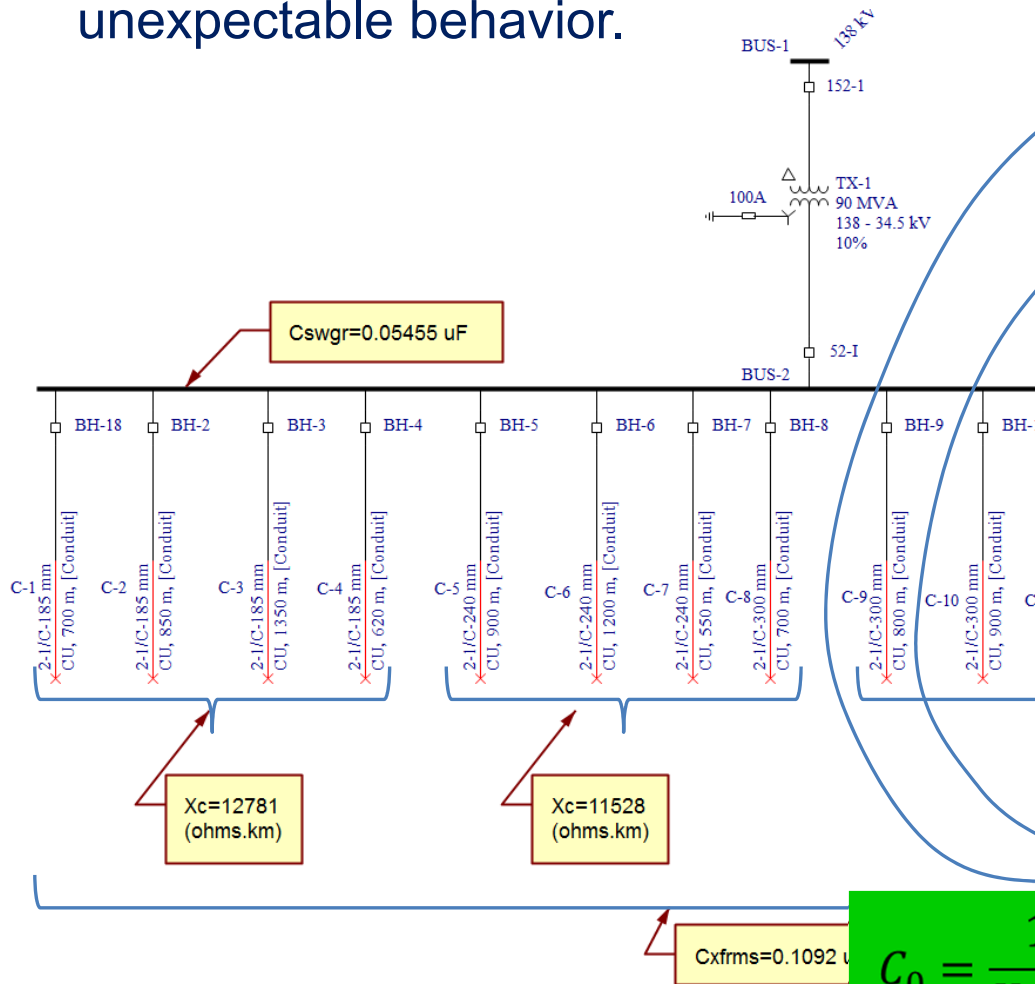 unexpectable behavior.
BUS-1
138 kV
152-1
TX-1
90 MVA
138 - 34.5 kV
10%
100A
Cswgr=0.05455 uF
52-I
BUS-2
BH-18
BH-2
BH-3
BH-4
BH-5
BH-6
BH-7
BH-8
BH-9
BH-
C-1
2-1/C-185 mm
CU, 700 m, [Conduit]
C-2
2-1/C-185 mm
CU, 850 m, [Conduit]
C-3
2-1/C-185 mm
CU, 1350 m, [Conduit]
C-4
2-1/C-185 mm
CU, 620 m, [Conduit]
C-5
2-1/C-240 mm
CU, 900 m, [Conduit]
C-6
2-1/C-240 mm
CU, 1200 m, [Conduit]
C-7
2-1/C-240 mm
CU, 550 m, [Conduit]
C-8
2-1/C-300 mm
CU, 700 m, [Conduit]
C-9
2-1/C-300 mm
CU, 800 m, [Conduit]
C-10
2-1/C-300 mm
CU, 900 m, [Conduit]
C
Xc=12781
(ohms.km)
Xc=11528
(ohms.km)
Cxfrms=0.1092
C₀ =